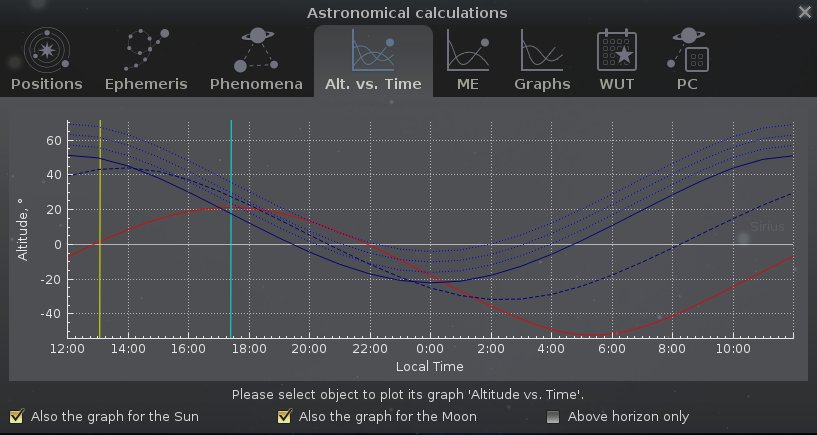 Astronomical calculations
Positions Ephemeris Phenomena Alt. vs. Time ME Graphs WUT PC
Altitude, °
60
40
20
0
-20
-40
Sirius
12:00 14:00 16:00 18:00 20:00 22:00 0:00 2:00 4:00 6:00 8:00 10:00
Local Time
Please select object to plot its graph 'Altitude vs. Time'.
Also the graph for the Sun Also the graph for the Moon Above horizon only